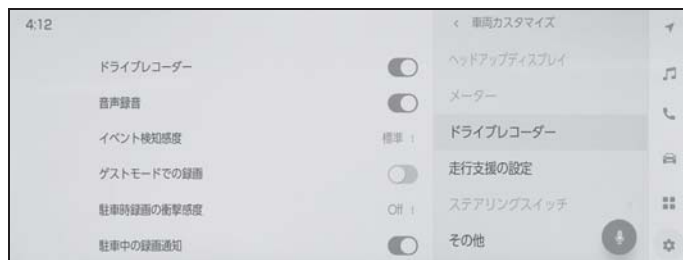 4:12
ドライブレコーダー
音声録音
イベント検知感度 標準
ゲストモードでの録画
駐車時録画の衝撃感度 Off
駐車中の録画通知
< 車両カスタマイズ
ヘッドアップディスプレイ
メーター
ドライブレコーダー
走行支援の設定
ステアリングスイッチ
その他